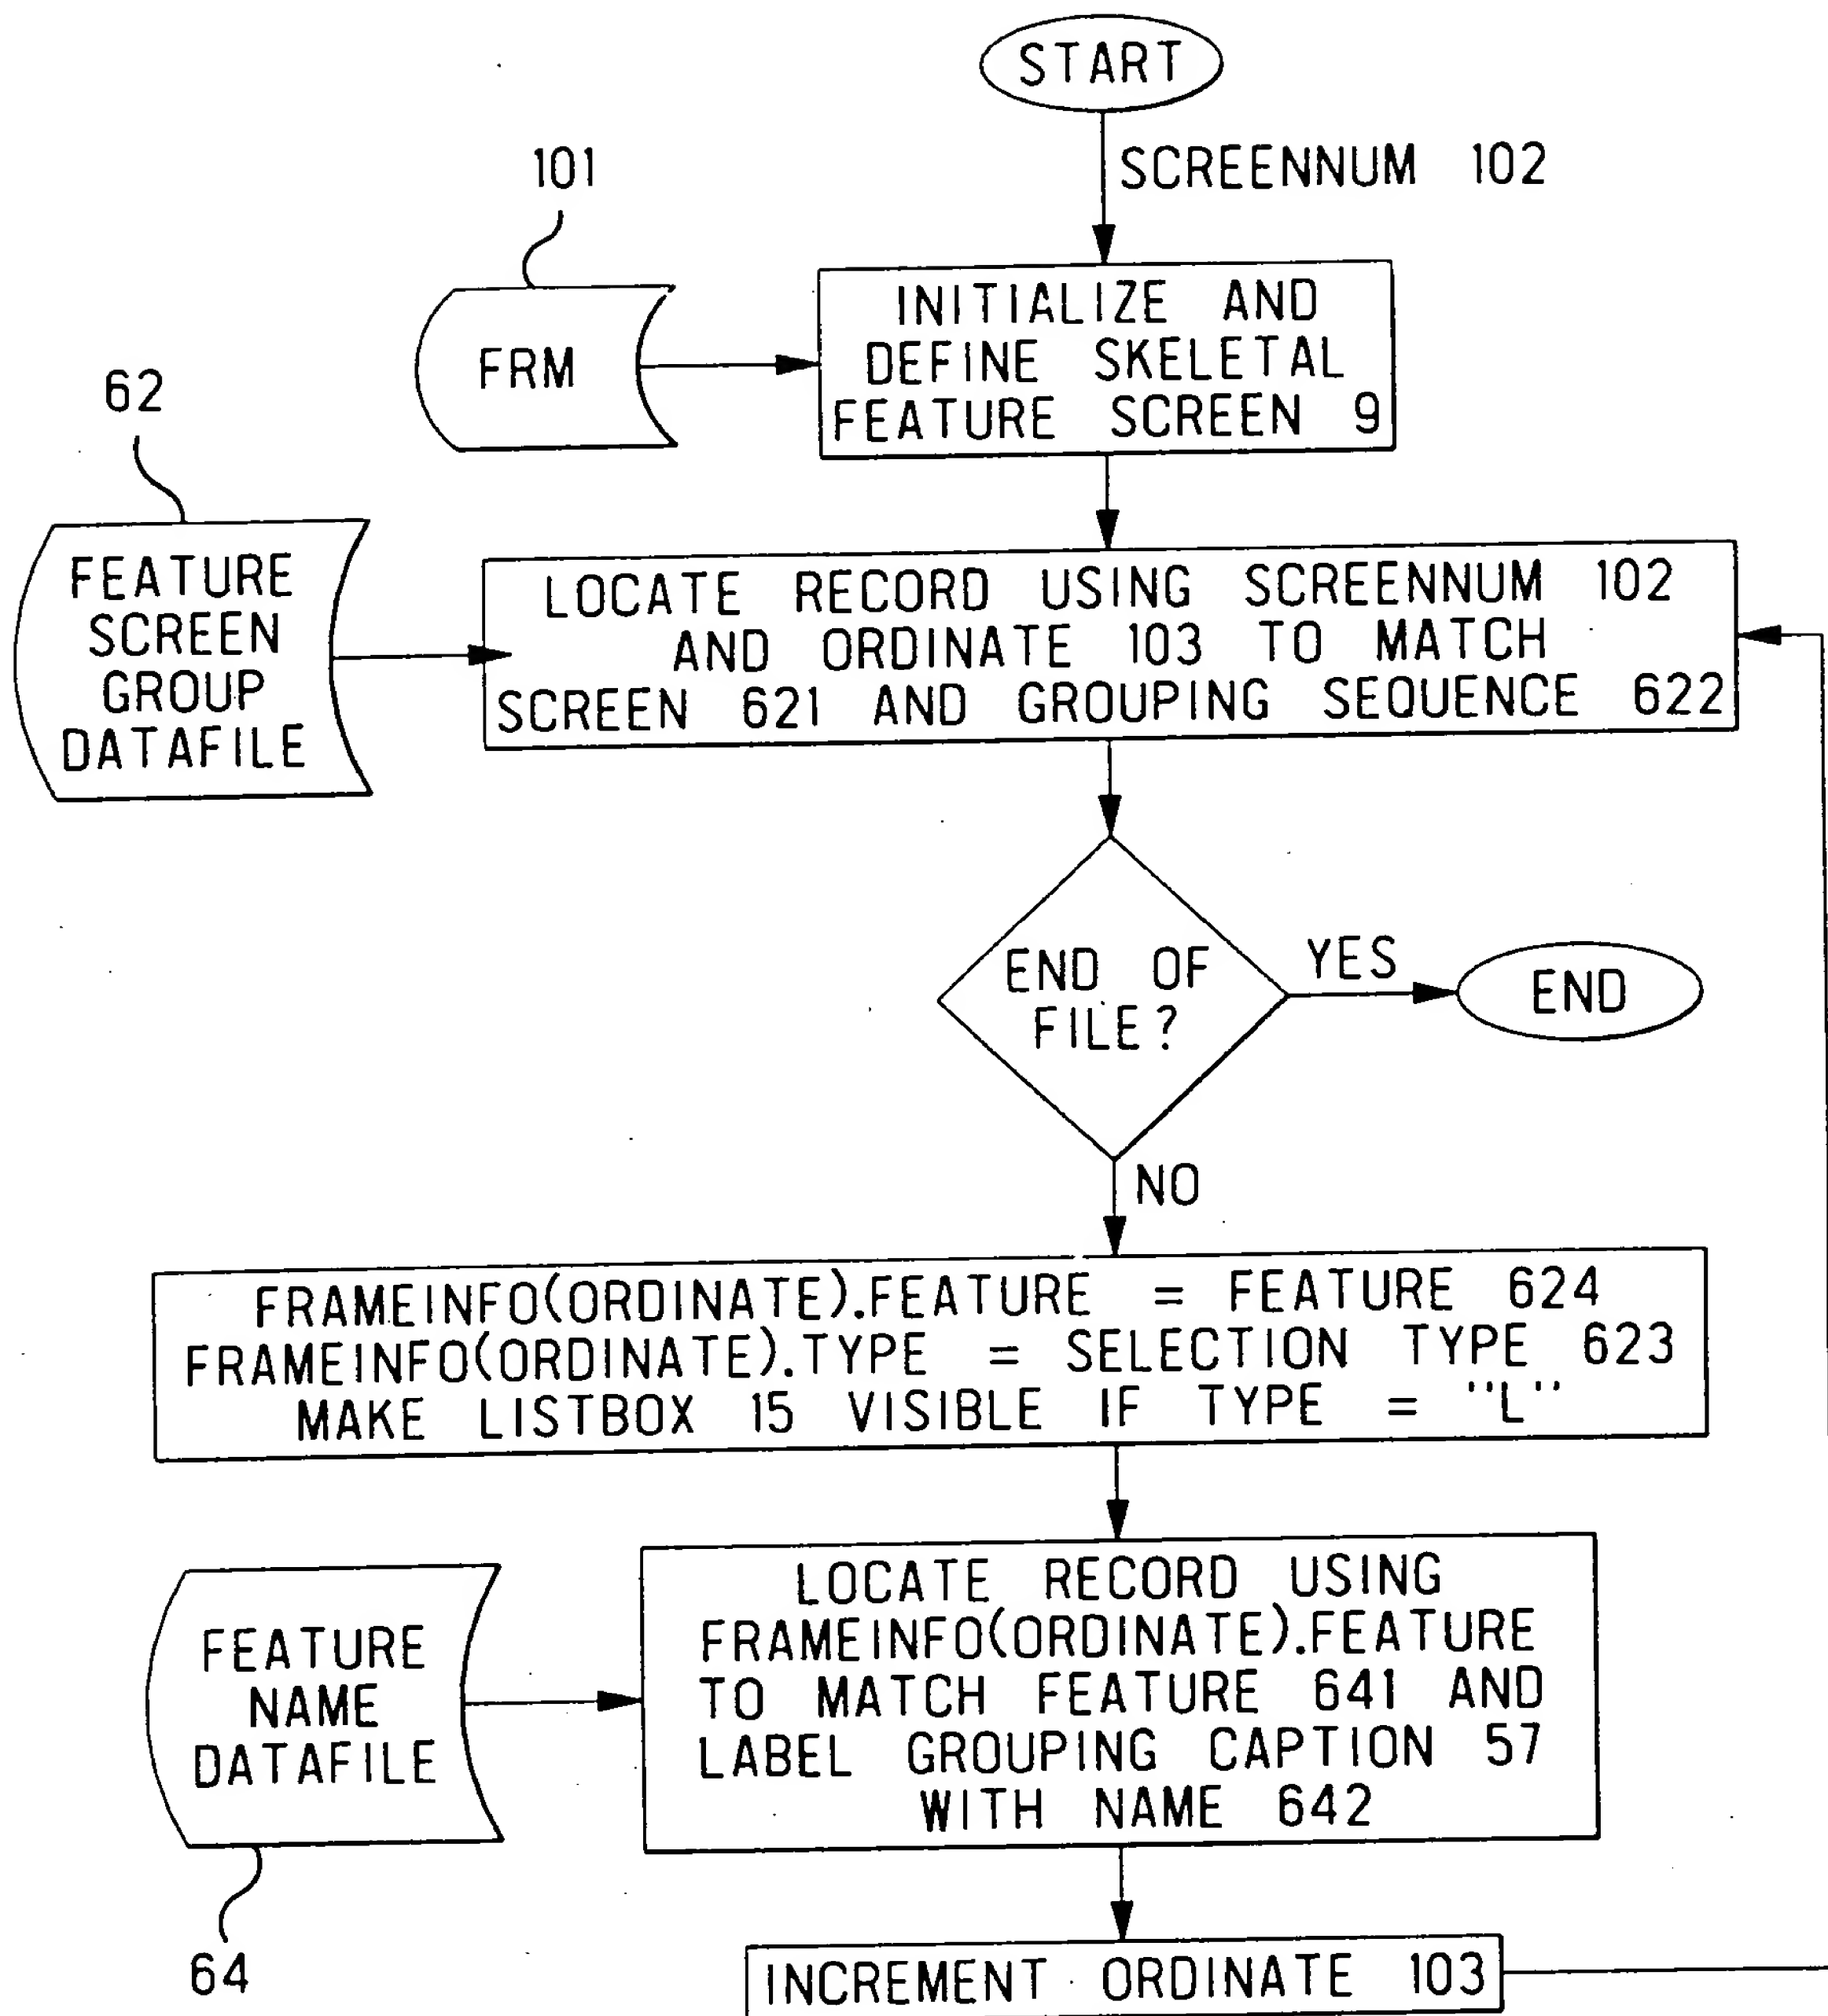 START
SCREENNUM 102
101
INITIALIZE AND
DEFINE SKELETAL
FEATURE SCREEN 9
FRM
62
FEATURE
SCREEN
GROUP
DATAFILE
LOCATE RECORD USING SCREENNUM 102
AND ORDINATE 103 TO MATCH
SCREEN 621 AND GROUPING SEQUENCE 622
END OF
FILE?
YES
END
NO
FRAMEINFO(ORDINATE).FEATURE = FEATURE 624
FRAMEINFO(ORDINATE).TYPE = SELECTION TYPE 623
MAKE LISTBOX 15 VISIBLE IF TYPE = "L"
LOCATE RECORD USING
FRAMEINFO(ORDINATE).FEATURE
TO MATCH FEATURE 641 AND
LABEL GROUPING CAPTION 57
WITH NAME 642
FEATURE
NAME
DATAFILE
64
INCREMENT ORDINATE 103